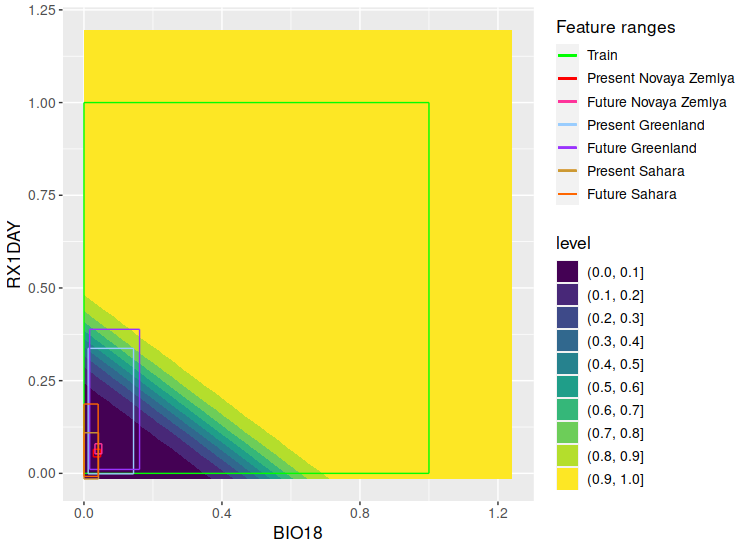 1.25
1.00
0.75
0.50
0.25
0.00
RX1DAY
0.0
0.4
0.8
1.2
BIO18
Feature ranges
Train
Present Novaya Zemlya
Future Novaya Zemlya
Present Greenland
Future Greenland
Present Sahara
Future Sahara
level
(0.0, 0.1]
(0.1, 0.2]
(0.2, 0.3]
(0.3, 0.4]
(0.4, 0.5]
(0.5, 0.6]
(0.6, 0.7]
(0.7, 0.8]
(0.8, 0.9]
(0.9, 1.0]